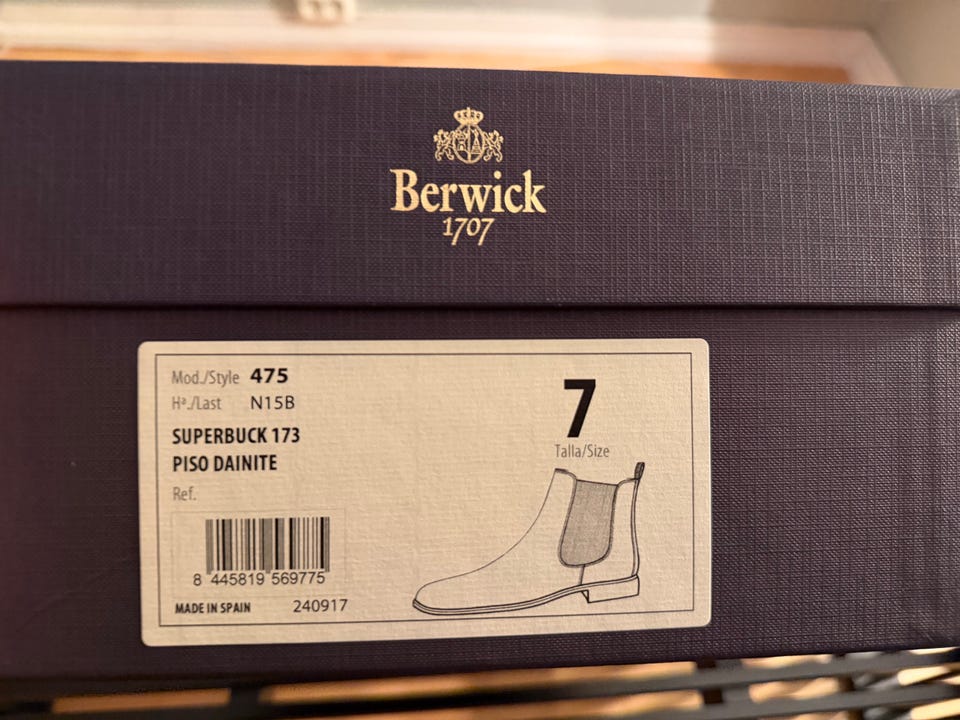 Berwick
1707
Mod./Style 475
Hª./Last N15B
SUPERBUCK 173
PISO DAINITE
Ref.
7
Talla/Size
8 445819 569775
MADE IN SPAIN 240917